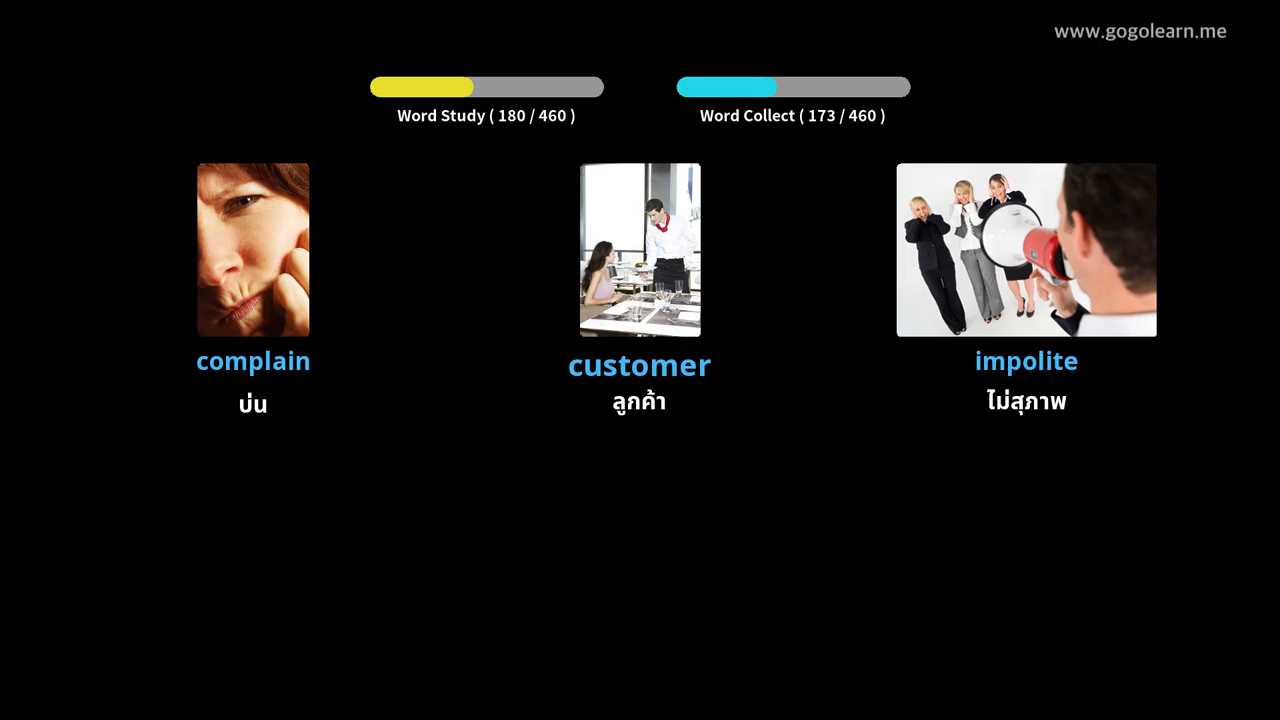 www.gogolearn.me
Word Study ( 180 / 460 )
Word Collect ( 173 / 460 )
complain
customer
impolite
บ่น
ลูกค้า
ไม่สุภาพ